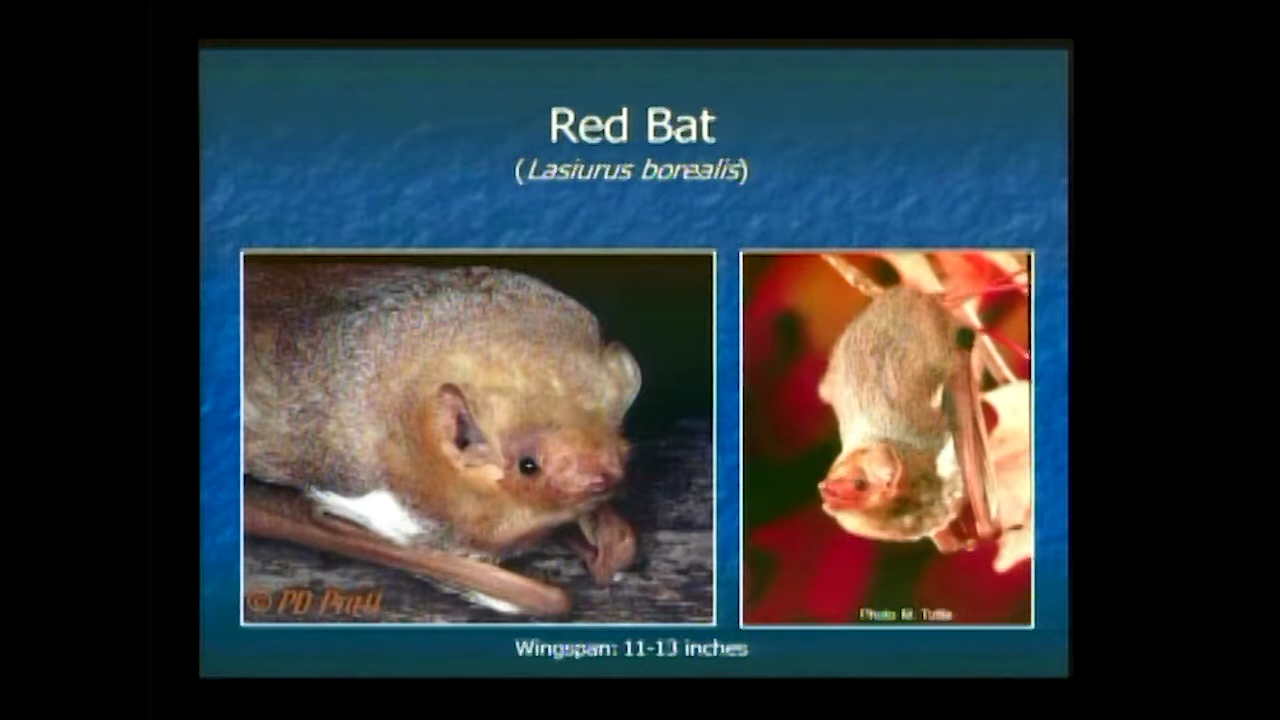 Red Bat
(Lasiurus borealis)
© PD Pratt
Photo M. Tuttle
Wingspan: 11-13 inches